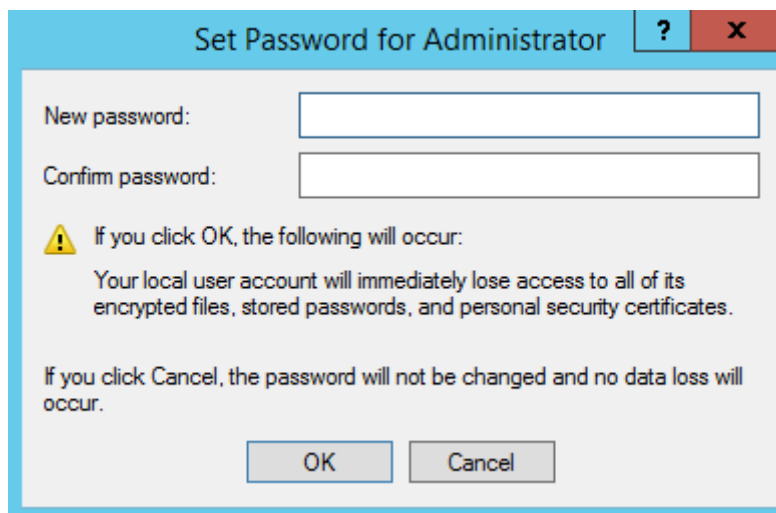 Set Password for Administrator
?
x
New password:
Confirm password:
If you click OK, the following will occur:
Your local user account will immediately lose access to all of its
encrypted files, stored passwords, and personal security certificates.
If you click Cancel, the password will not be changed and no data loss will
occur.
OK
Cancel